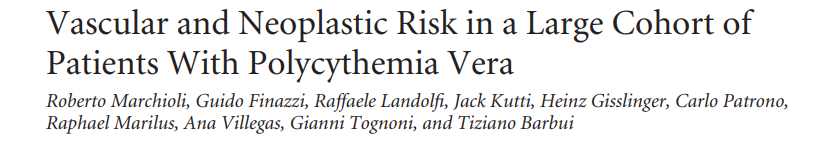 Vascular and Neoplastic Risk in a Large Cohort of
Patients With Polycythemia Vera
Roberto Marchioli, Guido Finazzi, Raffaele Landolfi, Jack Kutti, Heinz Gisslinger, Carlo Patrono,
Raphael Marilus, Ana Villegas, Gianni Tognoni, and Tiziano Barbui